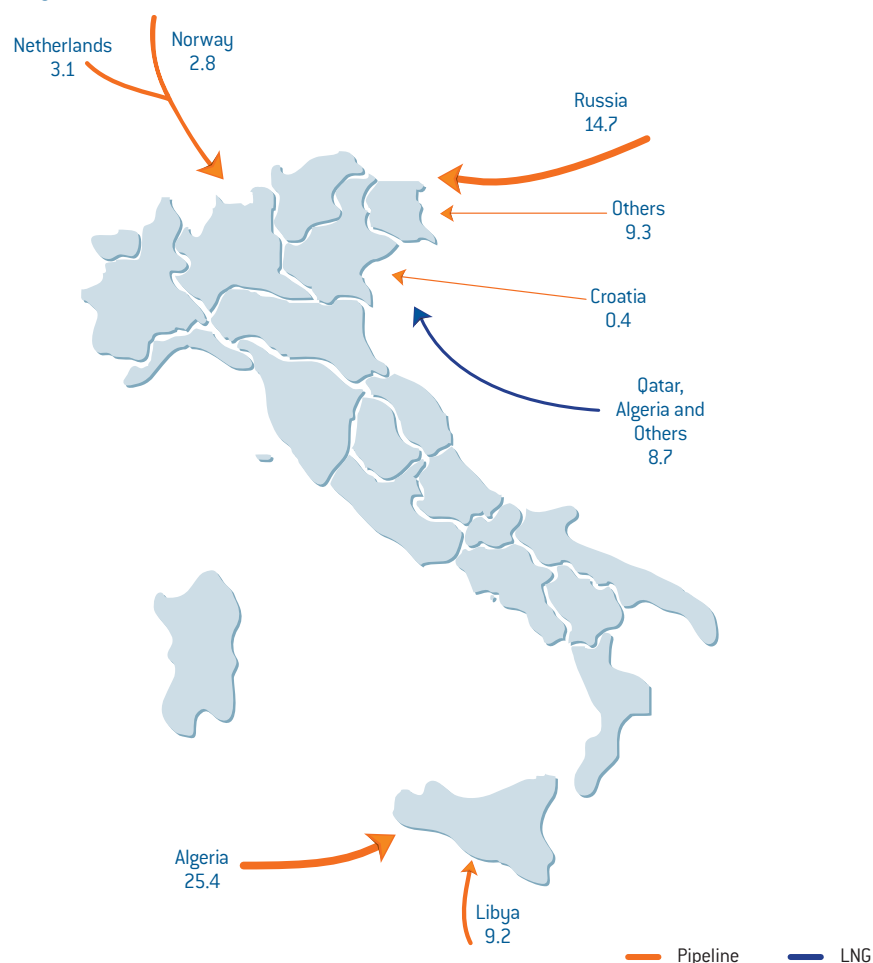 Netherlands
3.1
Norway
2.8
Russia
14.7
Others
9.3
Croatia
0.4
Qatar,
Algeria and
Others
8.7
Algeria
25.4
Libya
9.2
Pipeline
LNG